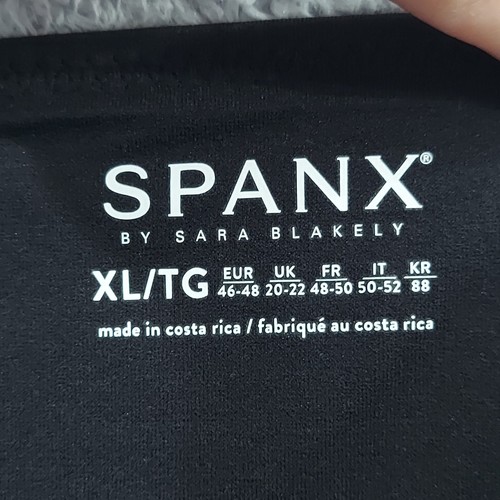 SPANX®
BY SARA BLAKELY
XL/TG EUR 46-48 UK 20-22 FR 48-50 IT 50-52 KR 88
made in costa rica / fabriqué au costa rica